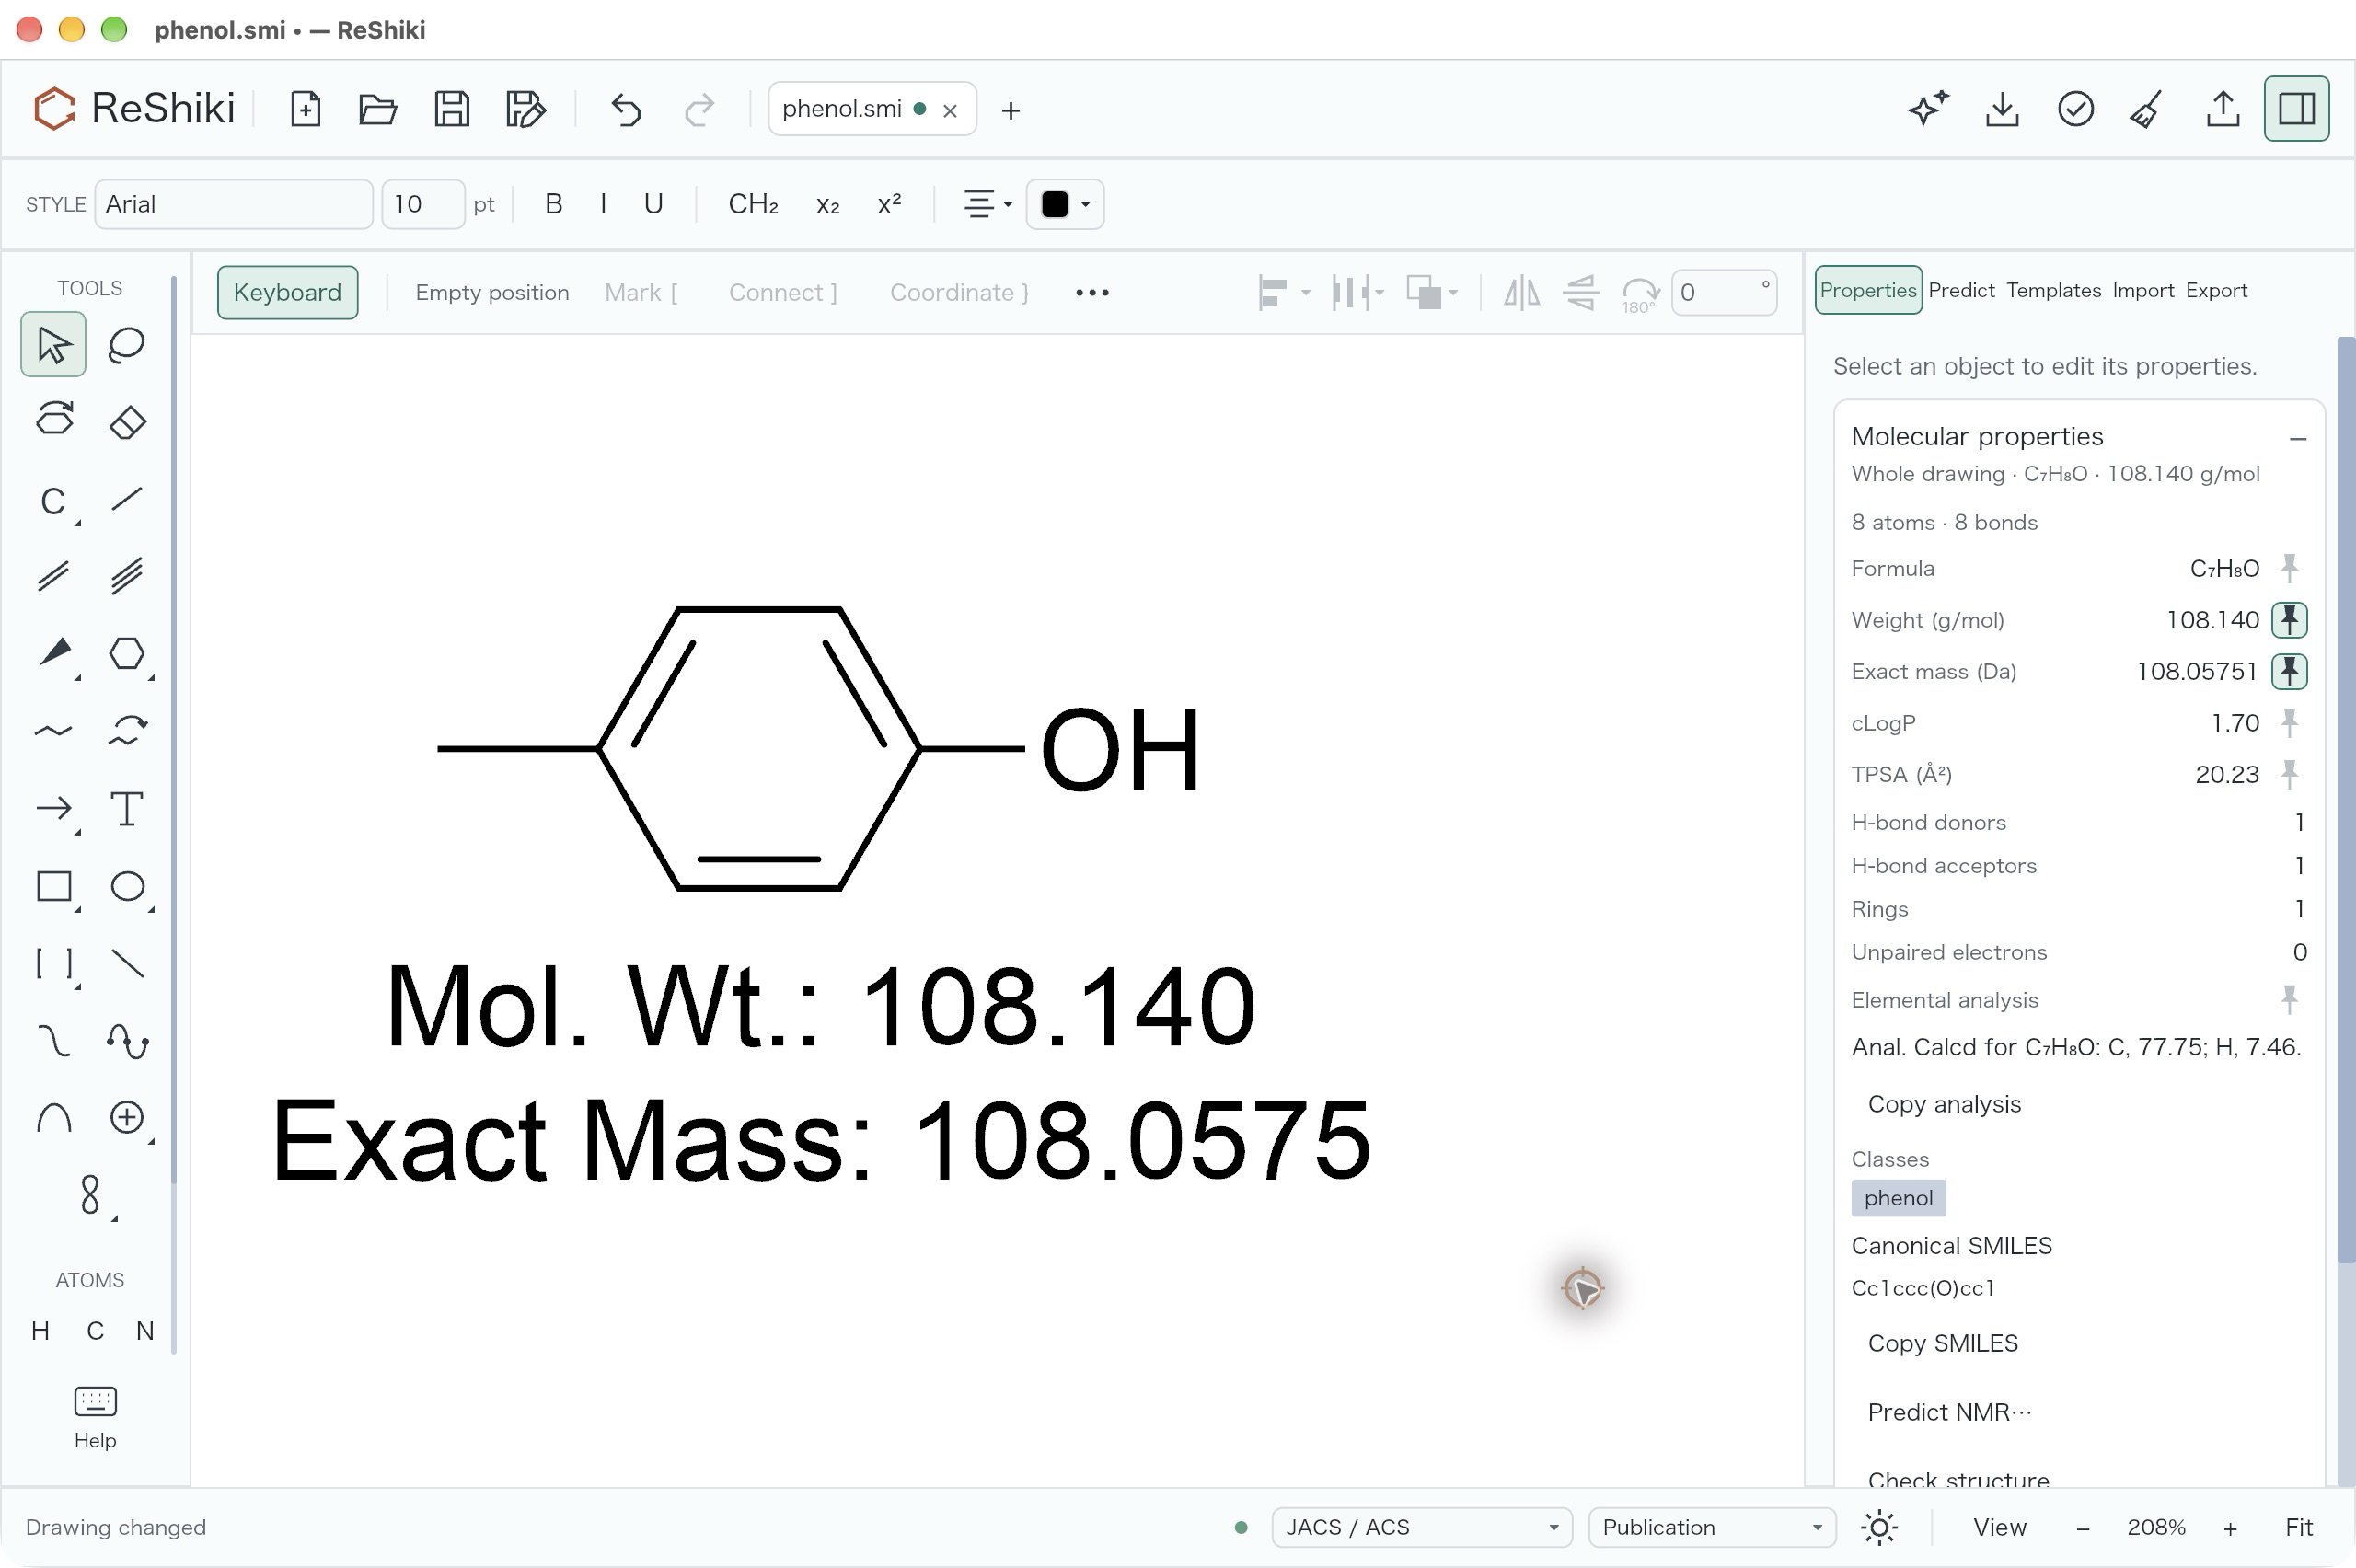 phenol.smi • — ReShiki
ReShiki
phenol.smi
STYLE Arial 10 pt B I U CH₂ x₂ x²
TOOLS
Keyboard Empty position Mark [ Connect ] Coordinate } 180° 0 °
Properties Predict Templates Import Export
C
T
[ ]
ATOMS
H C N
Help
OH
Mol. Wt.: 108.140
Exact Mass: 108.0575
Select an object to edit its properties.
Molecular properties
Whole drawing · C₇H₈O · 108.140 g/mol
8 atoms · 8 bonds
Formula C₇H₈O
Weight (g/mol) 108.140
Exact mass (Da) 108.05751
cLogP 1.70
TPSA (Å²) 20.23
H-bond donors 1
H-bond acceptors 1
Rings 1
Unpaired electrons 0
Elemental analysis
Anal. Calcd for C₇H₈O: C, 77.75; H, 7.46.
Copy analysis
Classes
phenol
Canonical SMILES
Cc1ccc(O)cc1
Copy SMILES
Predict NMR···
Check structure
Drawing changed JACS / ACS Publication View − 208% + Fit